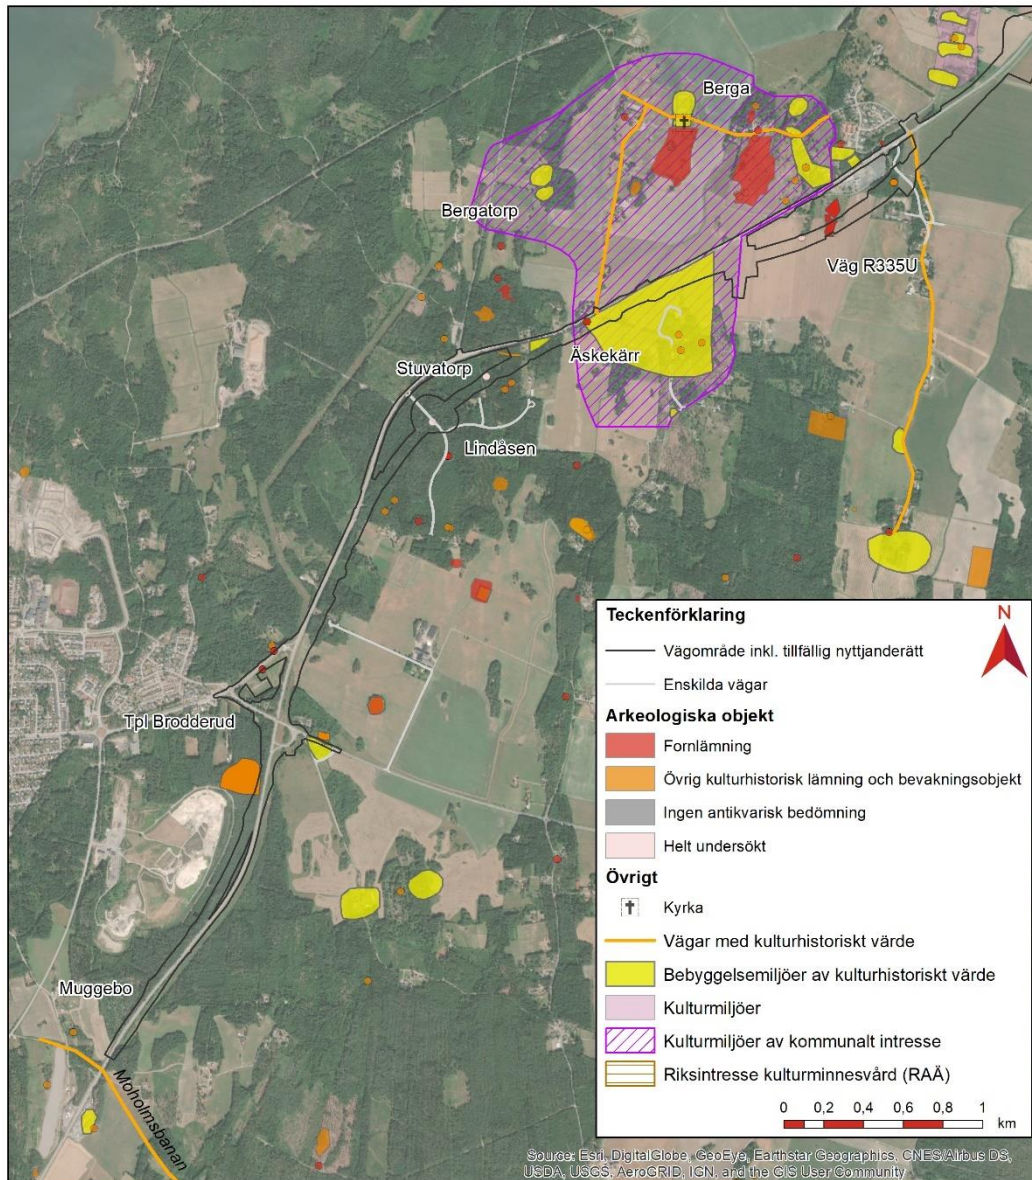 Berga
Bergatorp
Väg R335U
Stuvatorp
Äskekärr
Lindåsen
Tpl Brodderud
Muggebo
Moholmsbanan
Teckenförklaring
N
Vägområde inkl. tillfällig nyttjanderätt
Enskilda vägar
Arkeologiska objekt
Fornlämning
Övrig kulturhistorisk lämning och bevakningsobjekt
Ingen antikvarisk bedömning
Helt undersökt
Övrigt
Kyrka
Vägar med kulturhistoriskt värde
Bebyggelsemiljöer av kulturhistoriskt värde
Kulturmiljöer
Kulturmiljöer av kommunalt intresse
Riksintresse kulturminnesvård (RAÄ)
0 0,2 0,4 0,6 0,8 1
km
Source: Esri, DigitalGlobe, GeoEye, Earthstar Geographics, CNES/Airbus DS,
USDA, USGS, AeroGRID, IGN, and the GIS User Community